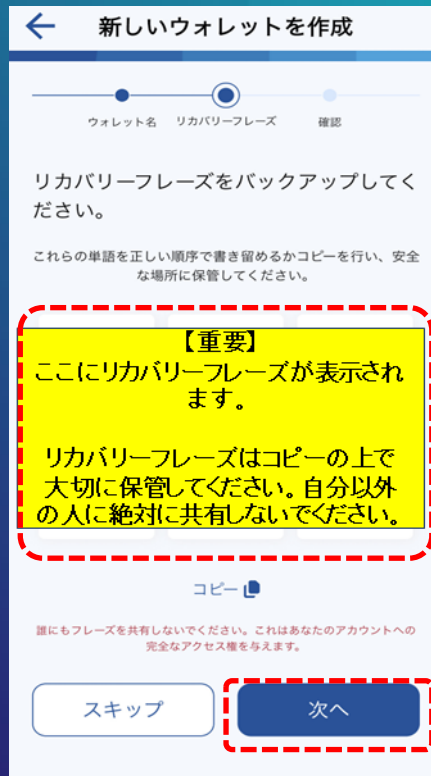 新しいウォレットを作成
ウォレット名 リカバリーフレーズ 確認
リカバリーフレーズをバックアップしてく
ださい。
これらの単語を正しい順序で書き留めるかコピーを行い、安全
な場所に保管してください。
【重要】
ここにリカバリーフレーズが表示され
ます。
リカバリーフレーズはコピーの上で
大切に保管してください。自分以外
の人に絶対に共有しないでください。
コピー
誰にもフレーズを共有しないでください。これはあなたのアカウントへの
完全なアクセス権を与えます。
スキップ 次へ